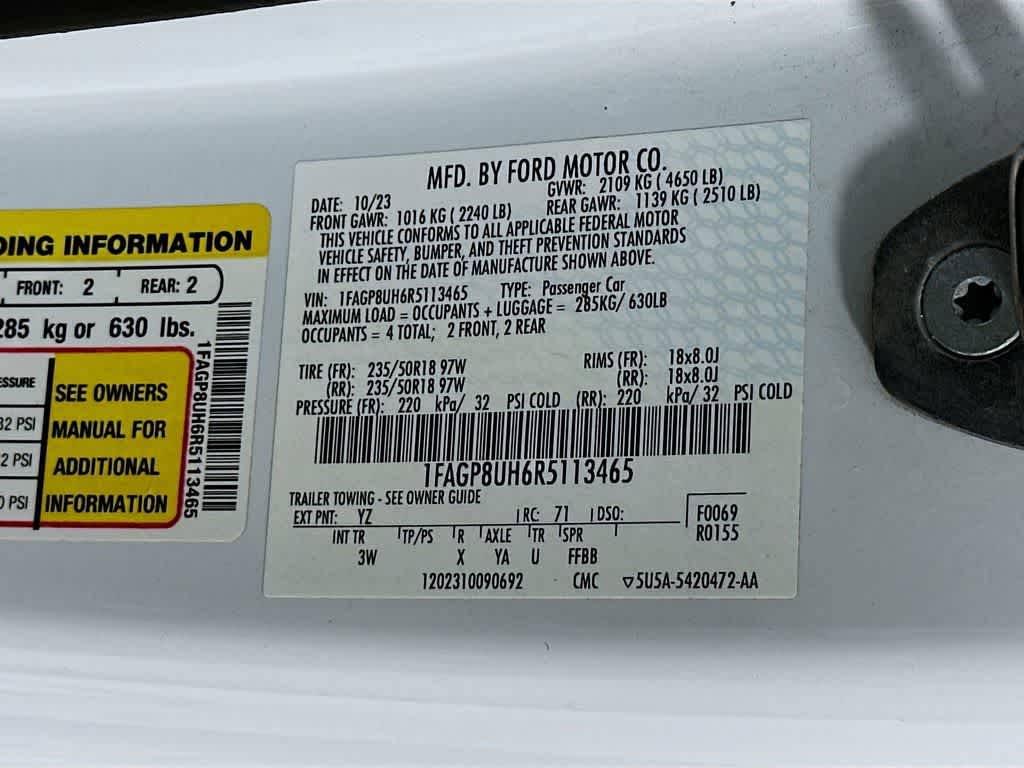 DING INFORMATION
FRONT: 2 REAR: 2
285 kg or 630 lbs.
ESSURE
32 PSI
2 PSI
0 PSI
SEE OWNERS
MANUAL FOR
ADDITIONAL
INFORMATION
1FAGP8UH6R5113465
MFD. BY FORD MOTOR CO.
DATE: 10/23 GVWR: 2109 KG ( 4650 LB)
FRONT GAWR: 1016 KG ( 2240 LB) REAR GAWR: 1139 KG ( 2510 LB)
THIS VEHICLE CONFORMS TO ALL APPLICABLE FEDERAL MOTOR
VEHICLE SAFETY, BUMPER, AND THEFT PREVENTION STANDARDS
IN EFFECT ON THE DATE OF MANUFACTURE SHOWN ABOVE.
VIN: 1FAGP8UH6R5113465 TYPE: Passenger Car
MAXIMUM LOAD = OCCUPANTS + LUGGAGE = 285KG/ 630LB
OCCUPANTS = 4 TOTAL; 2 FRONT, 2 REAR
TIRE (FR): 235/50R18 97W RIMS (FR): 18x8.0J
(RR): 235/50R18 97W (RR): 18x8.0J
PRESSURE (FR): 220 kPa/ 32 PSI COLD (RR): 220 kPa/ 32 PSI COLD
1FAGP8UH6R5113465
TRAILER TOWING - SEE OWNER GUIDE
EXT PNT: YZ RC: 71 DSO: F0069
INT TR TP/PS R AXLE TR SPR R0155
3W X YA U FFBB
1202310090692 CMC ▽5U5A-5420472-AA